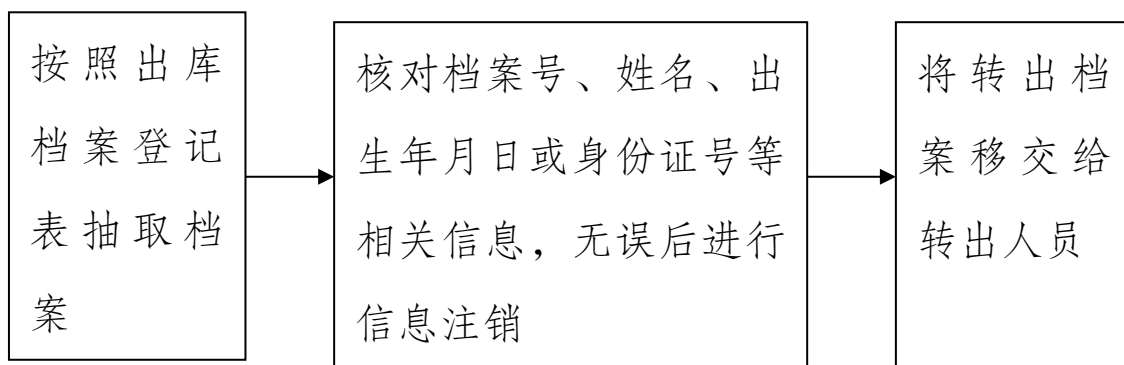 按照出库
档案登记
表抽取档
案
核对档案号、姓名、出
生年月日或身份证号等
相关信息，无误后进行
信息注销
将转出档
案移交给
转出人员